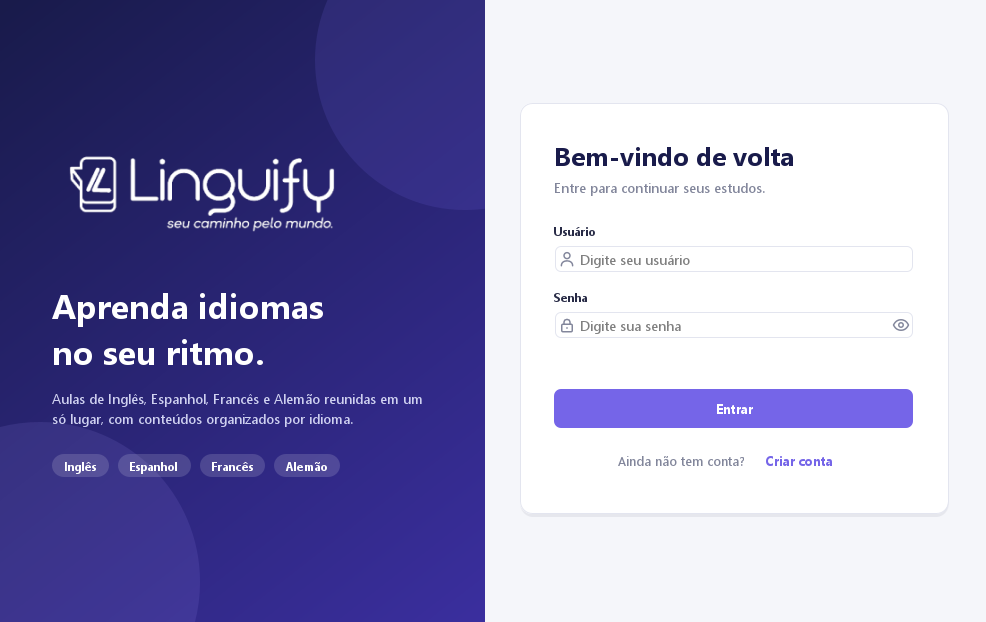 Linguify
seu caminho pelo mundo.
Aprenda idiomas
no seu ritmo.
Aulas de Inglês, Espanhol, Francês e Alemão reunidas em um
só lugar, com conteúdos organizados por idioma.
Inglês Espanhol Francês Alemão
Bem-vindo de volta
Entre para continuar seus estudos.
Usuário
Digite seu usuário
Senha
Digite sua senha
Entrar
Ainda não tem conta? Criar conta